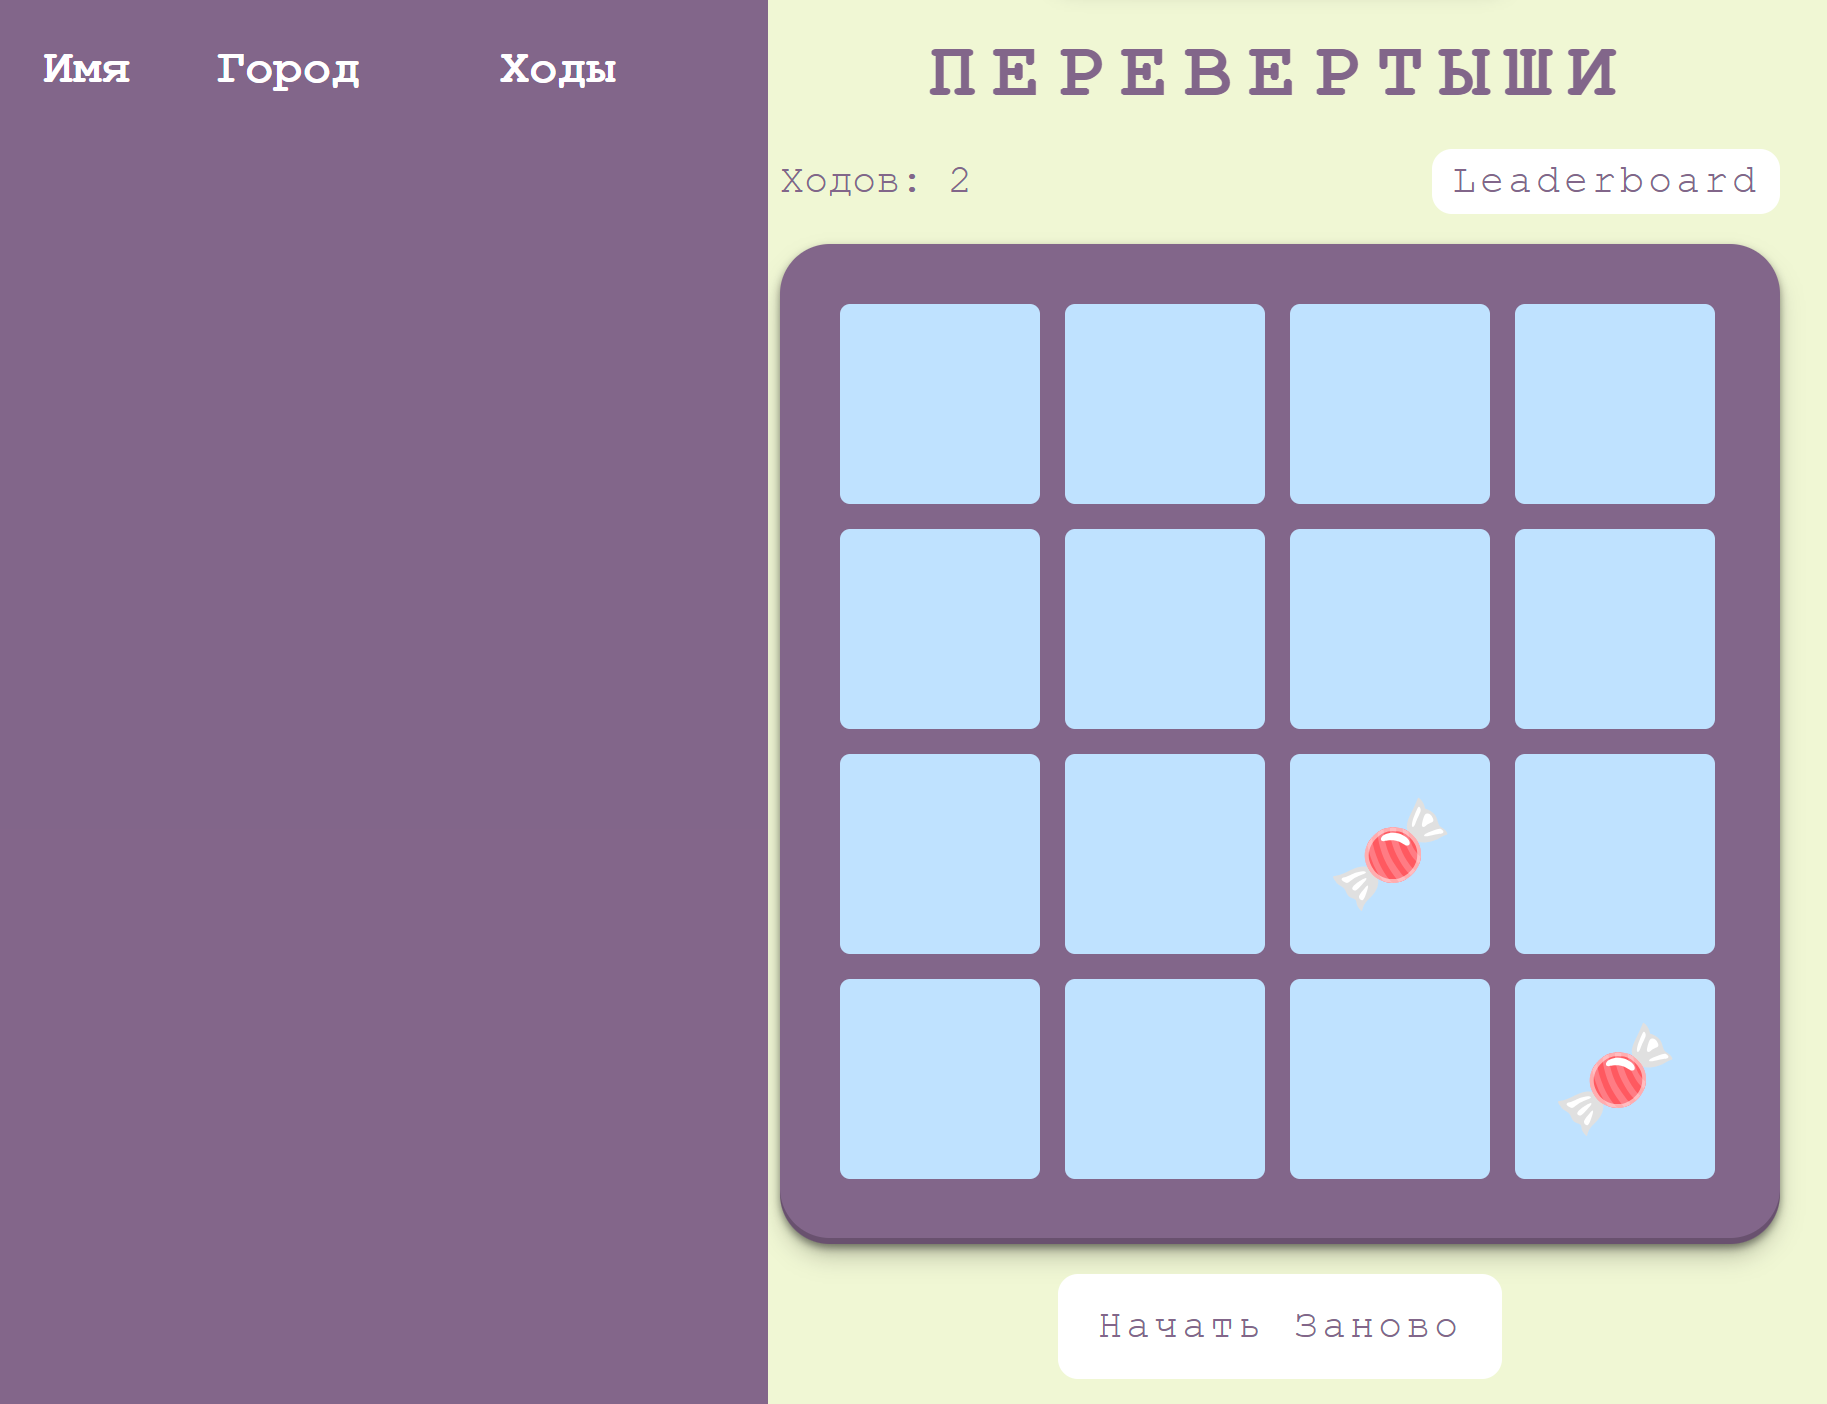 Имя Город Ходы
ПЕРЕВЕРТЫШИ
Ходов: 2
Leaderboard
Начать Заново